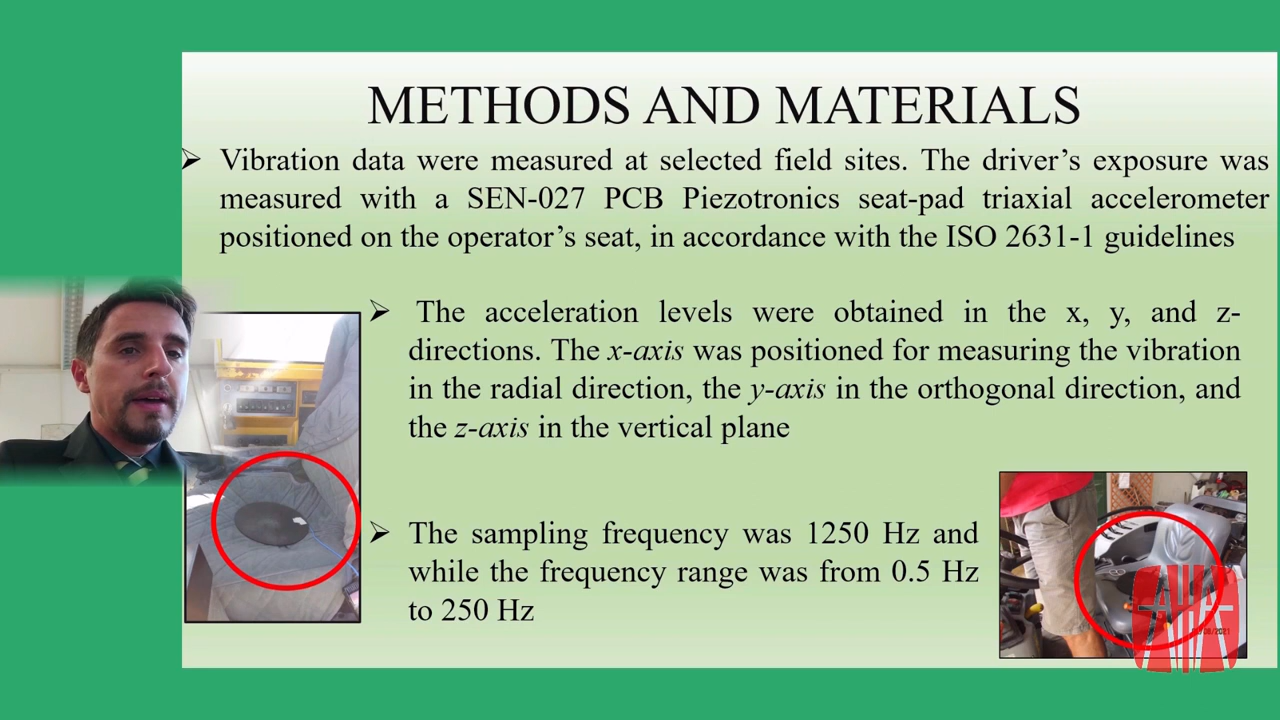 METHODS AND MATERIALS
➢ Vibration data were measured at selected field sites. The driver’s exposure was
measured with a SEN-027 PCB Piezotronics seat-pad triaxial accelerometer
positioned on the operator’s seat, in accordance with the ISO 2631-1 guidelines
➢ The acceleration levels were obtained in the x, y, and z-
directions. The x-axis was positioned for measuring the vibration
in the radial direction, the y-axis in the orthogonal direction, and
the z-axis in the vertical plane
➢ The sampling frequency was 1250 Hz and
while the frequency range was from 0.5 Hz
to 250 Hz